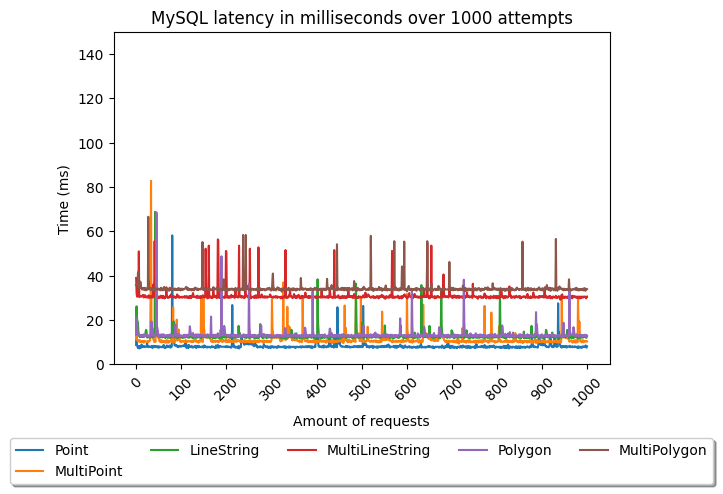 MySQL latency in milliseconds over 1000 attempts
Time (ms)
140
120
100
80
60
40
20
0
0 100 200 300 400 500 600 700 800 900 1000
Amount of requests
Point LineString MultiLineString Polygon MultiPolygon
MultiPoint